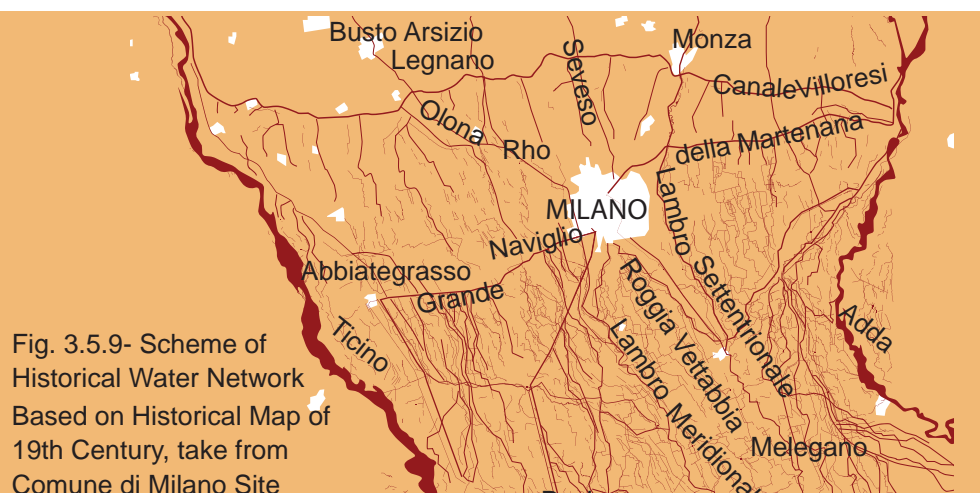 Busto Arsizio
Legnano
Monza
Seveso
CanaleVilloresi
Olona
Rho
della Martenana
MILANO
Lambro Settentrionale
Naviglio
Grande
Abbiategrasso
Roggia Vettabbia
Ticino
Adda
Lambro Meridional
Melegano
Fig. 3.5.9- Scheme of
Historical Water Network
Based on Historical Map of
19th Century, take from
Comune di Milano Site